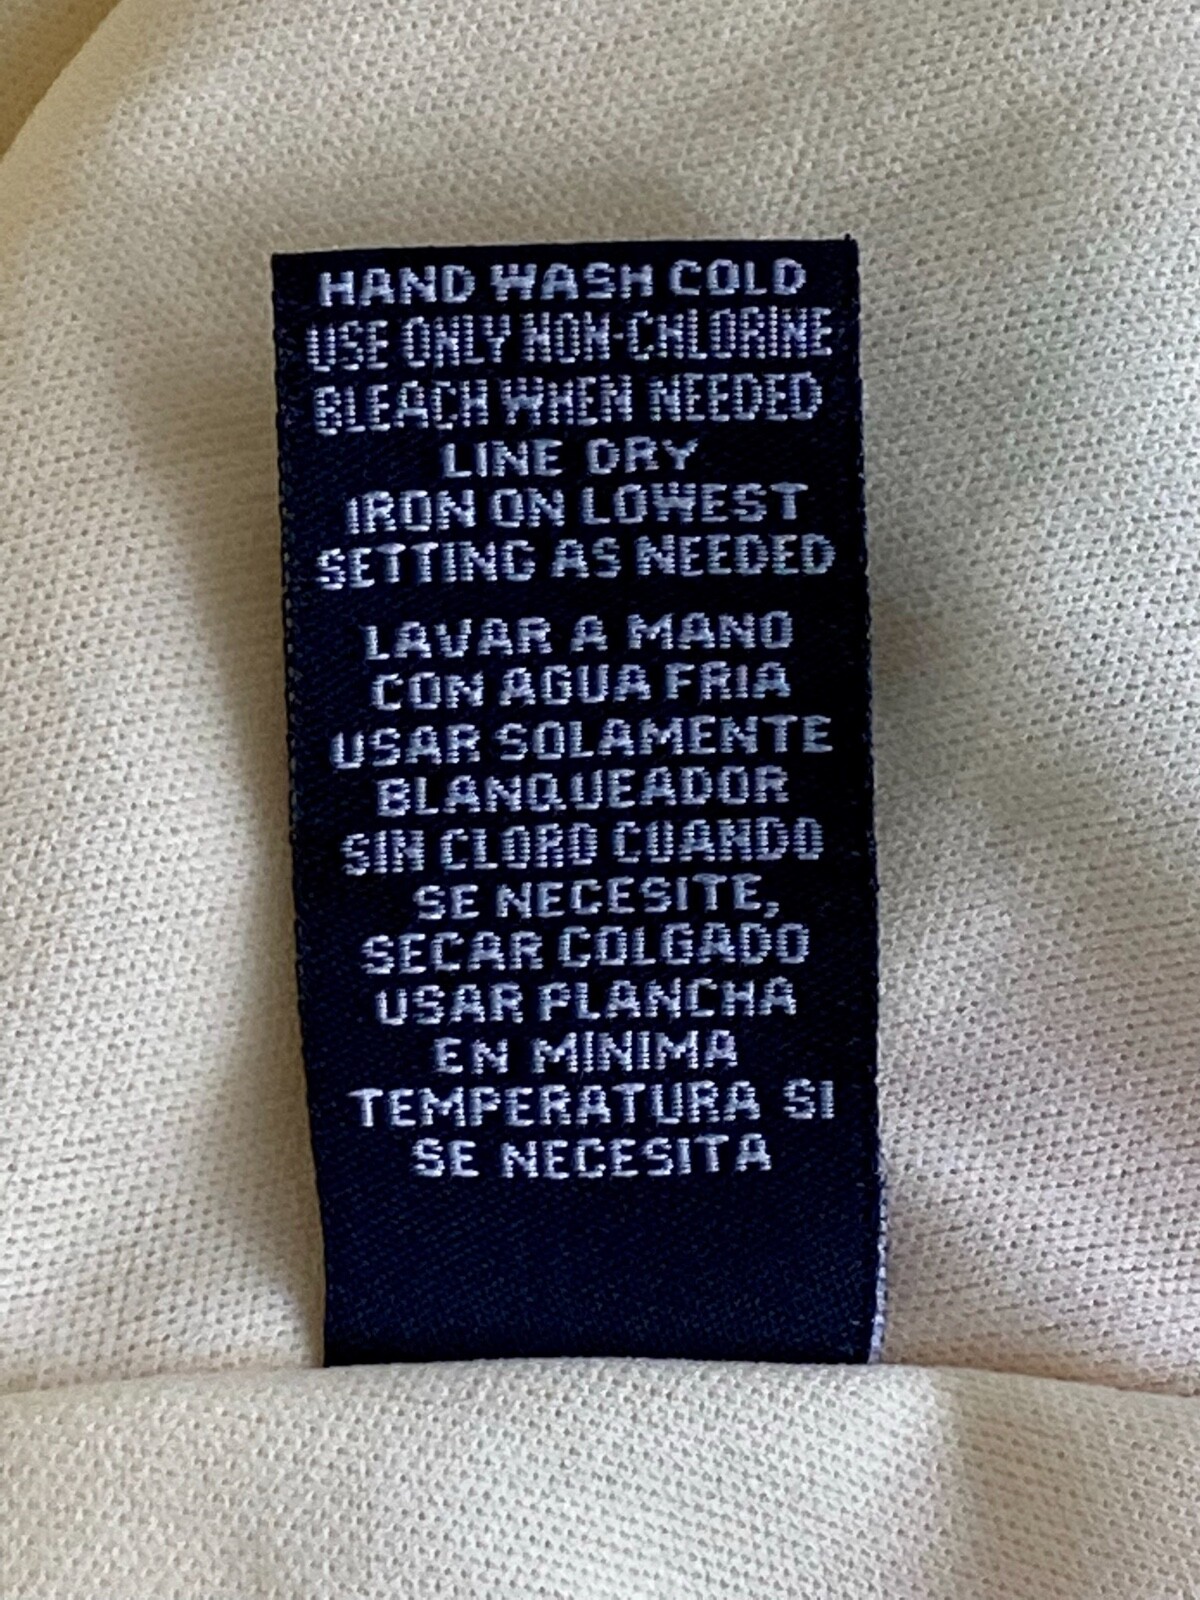 HAND WASH COLD
USE ONLY NON-CHLORINE
BLEACH WHEN NEEDED
LINE DRY
IRON ON LOWEST
SETTING AS NEEDED
LAVAR A MANO
CON AGUA FRIA
USAR SOLAMENTE
BLANQUEADOR
SIN CLORO CUANDO
SE NECESITE,
SECAR COLGADO
USAR PLANCHA
EN MINIMA
TEMPERATURA SI
SE NECESITA